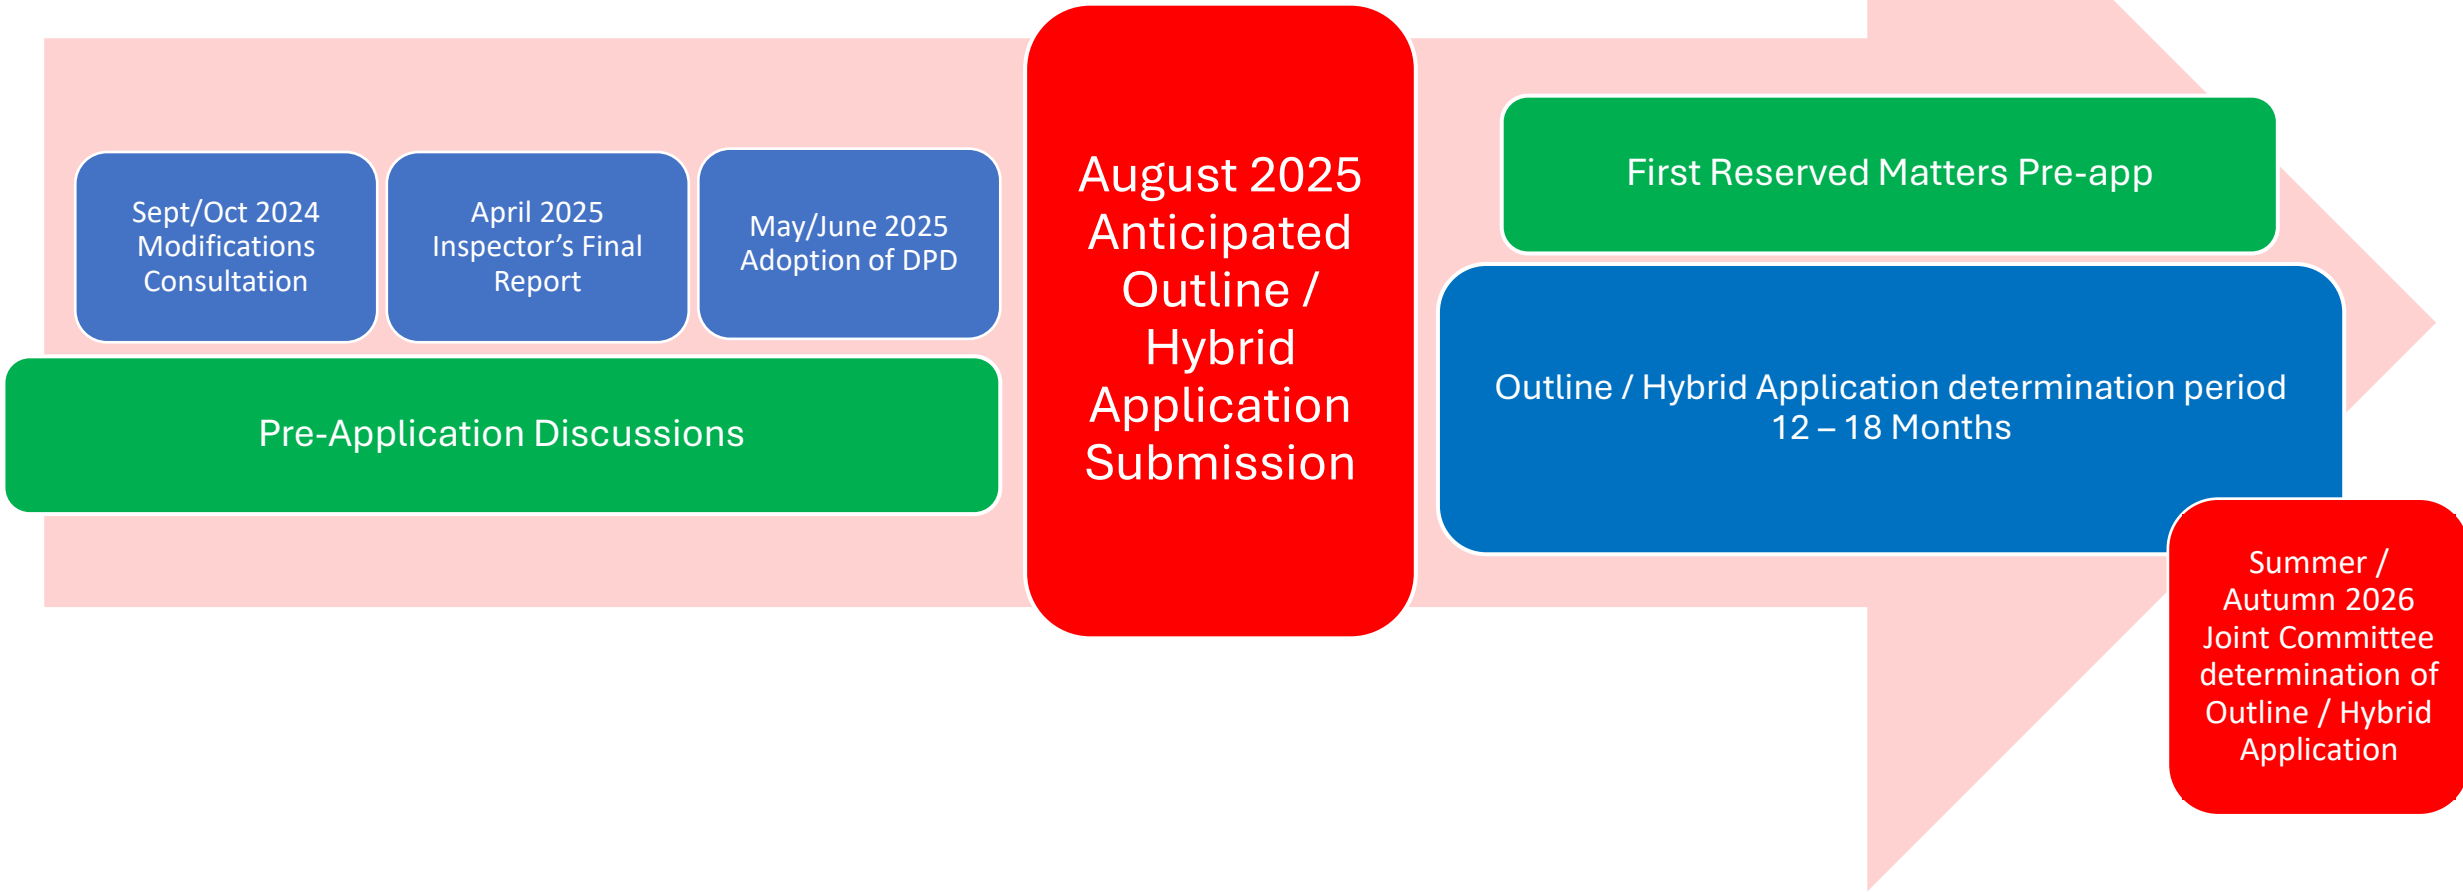 Sept/Oct 2024
Modifications
Consultation
April 2025
Inspector’s Final
Report
May/June 2025
Adoption of DPD
Pre-Application Discussions
August 2025
Anticipated
Outline /
Hybrid
Application
Submission
First Reserved Matters Pre-app
Outline / Hybrid Application determination period
12 – 18 Months
Summer /
Autumn 2026
Joint Committee
determination of
Outline / Hybrid
Application